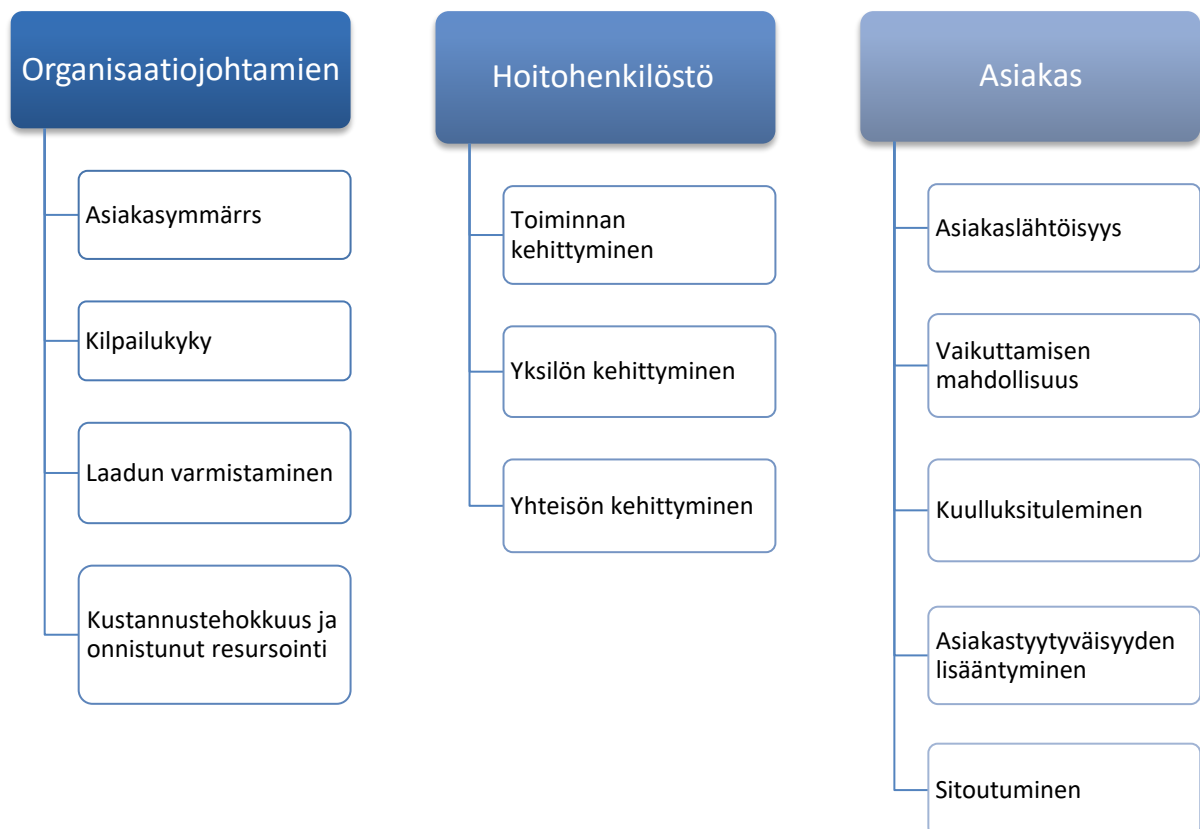 Organisaatiojohtamien
Asiakasymmärrs
Kilpailukyky
Laadun varmistaminen
Kustannustehokkuus ja
onnistunut resursointi
Hoitohenkilöstö
Toiminnan
kehittyminen
Yksilön kehittyminen
Yhteisön kehittyminen
Asiakas
Asiakaslähtöisyys
Vaikuttamisen
mahdollisuus
Kuulluksituleminen
Asiakastyytyväisyyden
lisääntyminen
Sitoutuminen